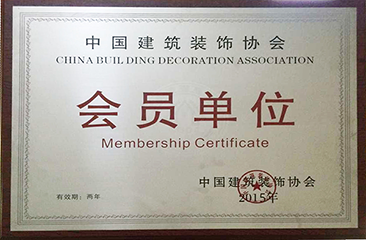 中国建筑装饰协会
CHINA BUIL DING DECORATION ASSOCIATION
会员单位
Membership Certificate
中国建筑装饰协会
有效期：两年
2015年